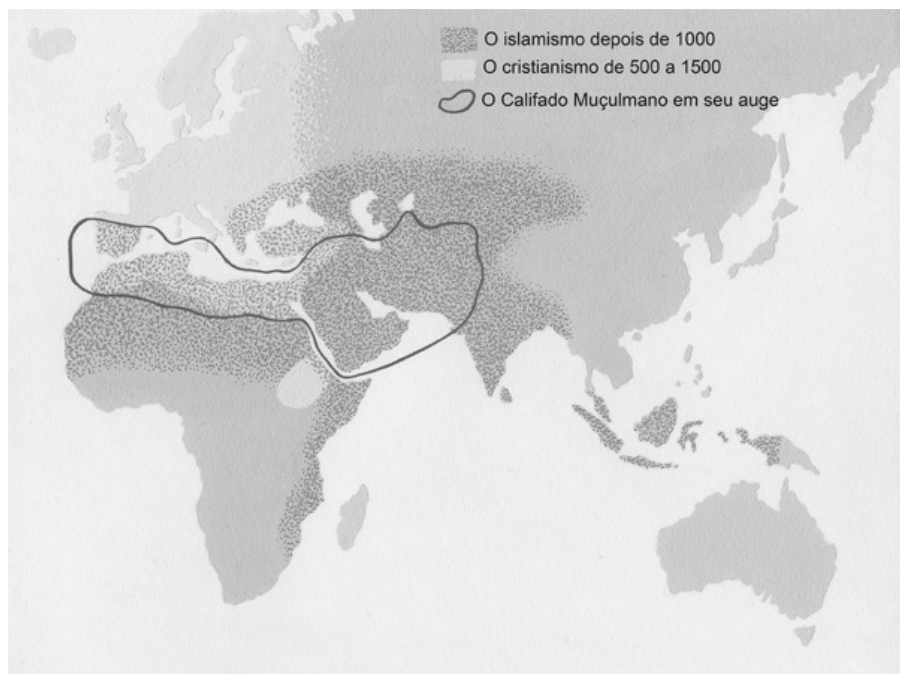 O islamismo depois de 1000
O cristianismo de 500 a 1500
O Califado Muçulmano em seu auge